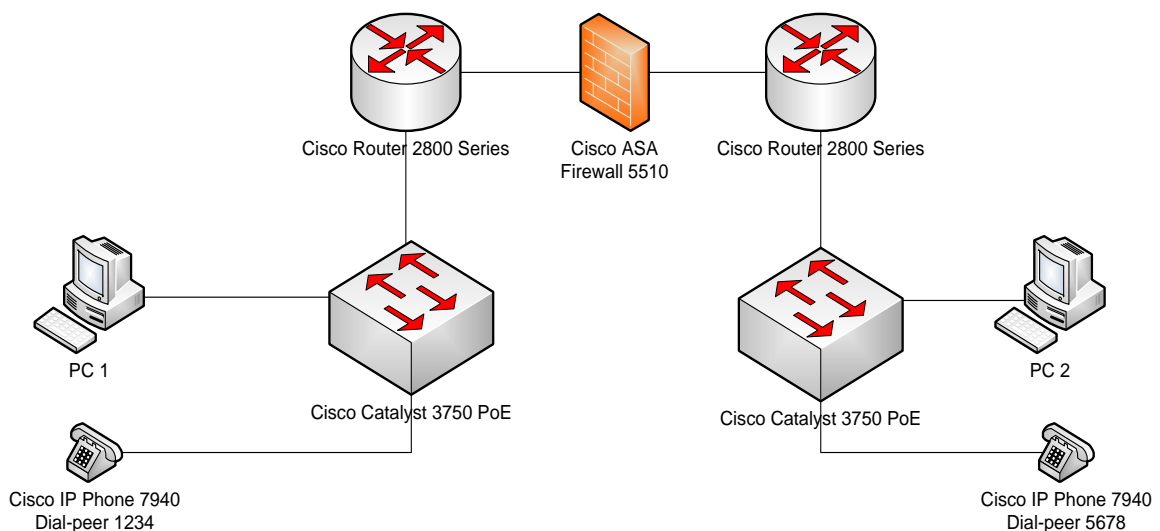 Cisco Router 2800 Series
Cisco ASA
Firewall 5510
Cisco Router 2800 Series
PC 1
PC 2
Cisco Catalyst 3750 PoE
Cisco Catalyst 3750 PoE
Cisco IP Phone 7940
Dial-peer 1234
Cisco IP Phone 7940
Dial-peer 5678